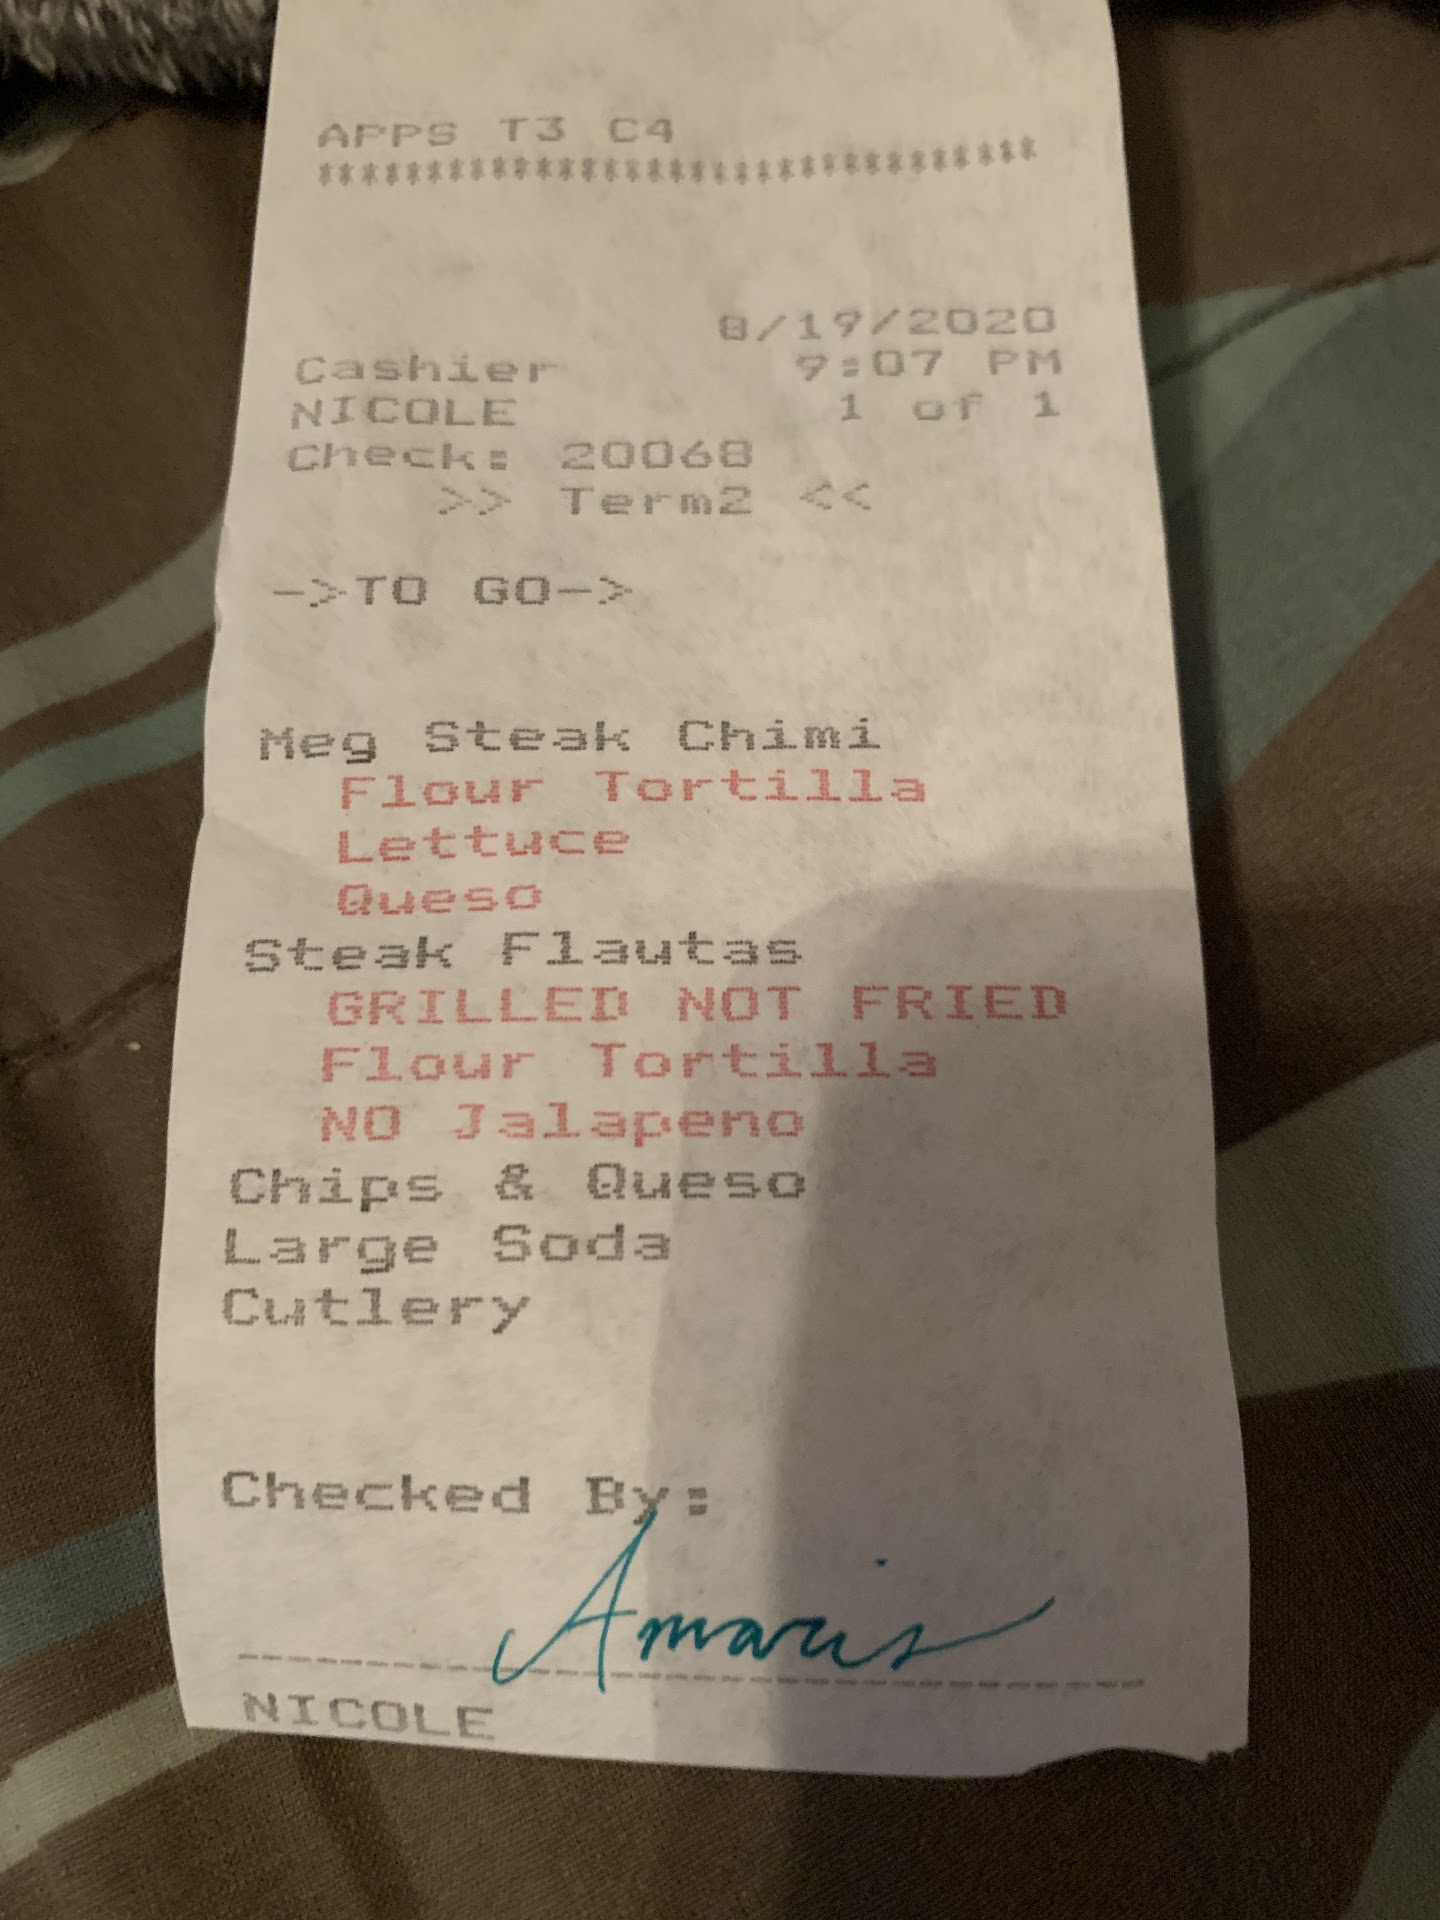 APPS T3 C4
*********************************
8/19/2020
Cashier 9:07 PM
NICOLE 1 of 1
Check: 20068
>> Term2 <<
->TO GO->
Meg Steak Chimi
Flour Tortilla
Lettuce
Queso
Steak Flautas
GRILLED NOT FRIED
Flour Tortilla
NO Jalapeno
Chips & Queso
Large Soda
Cutlery
Checked By:
Amaris
---------------------------------------
NICOLE